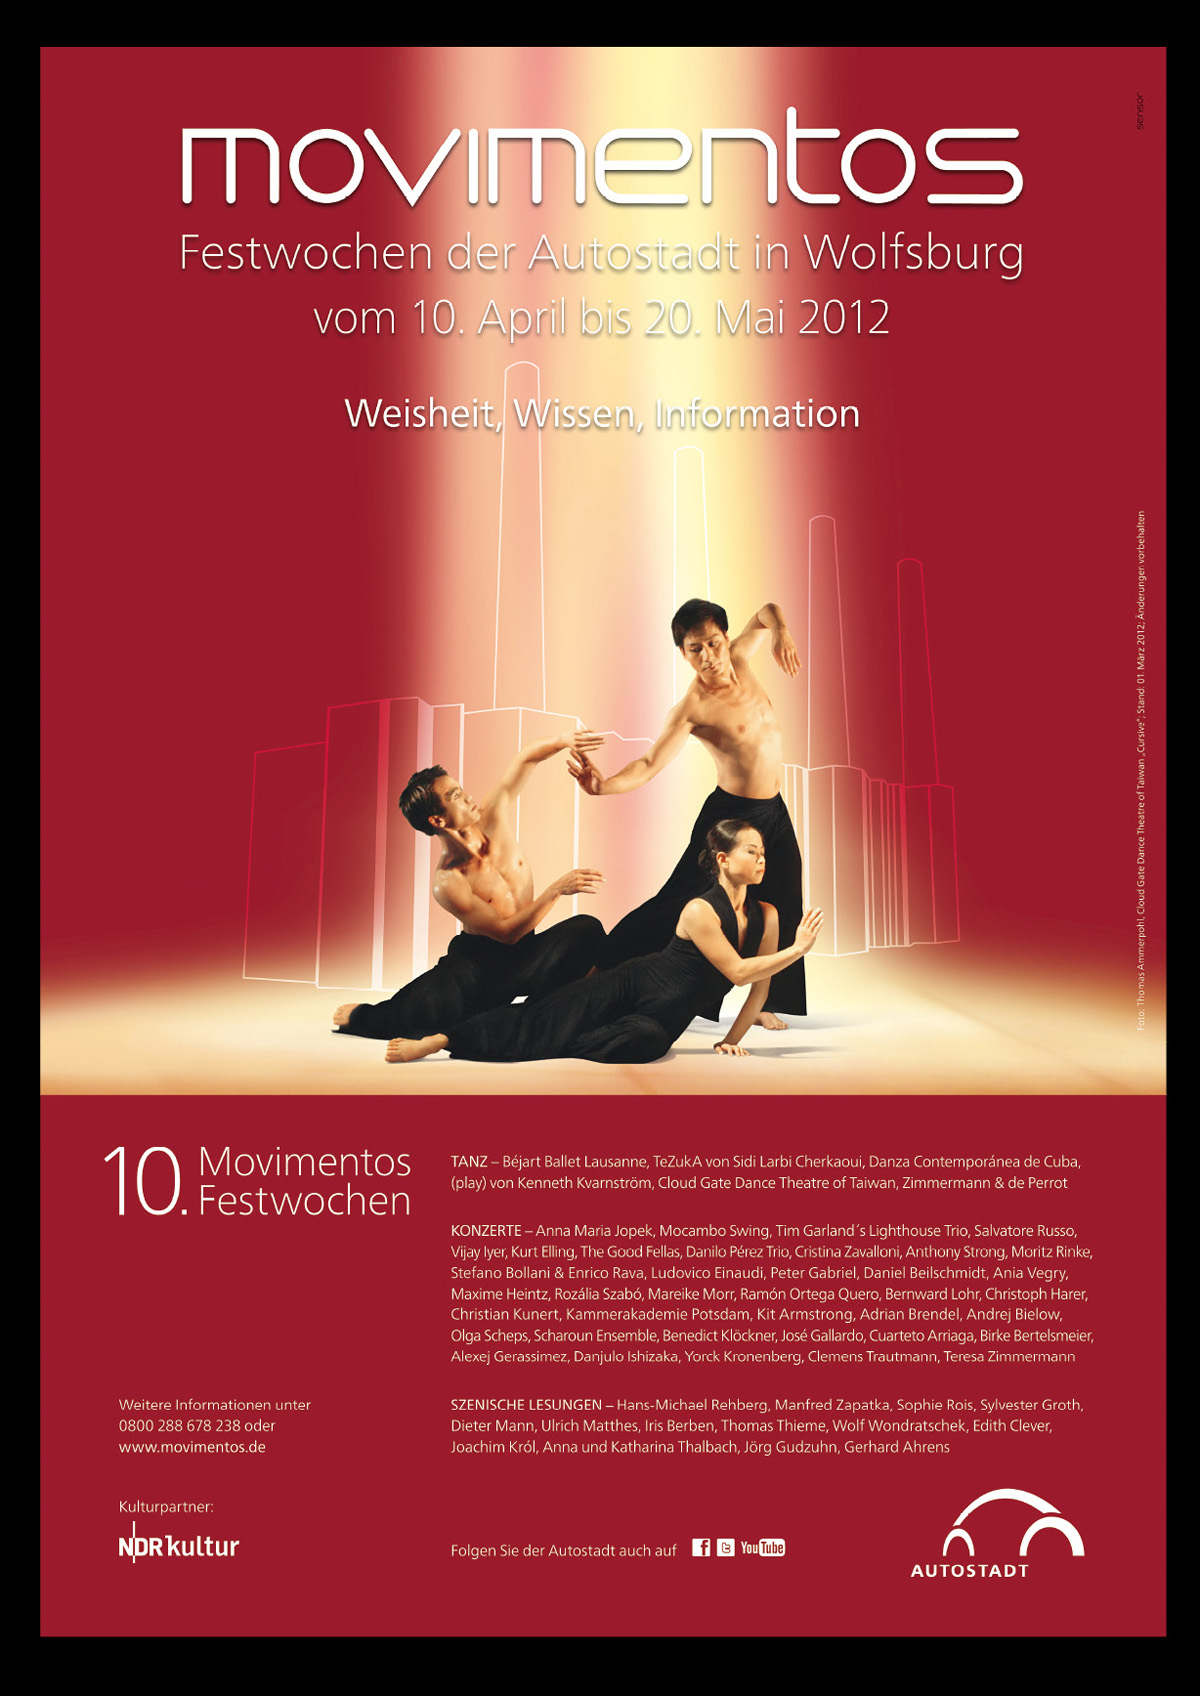 sensor
movimentos
Festwochen der Autostadt in Wolfsburg
vom 10. April bis 20. Mai 2012
Weisheit, Wissen, Information
Foto: Thomas Ammerpohl, Cloud Gate Dance Theatre of Taiwan „Cursive“; Stand: 01 März 2012; Änderungen vorbehalten
10. Movimentos
Festwochen
TANZ – Béjart Ballet Lausanne, TeZukA von Sidi Larbi Cherkaoui, Danza Contemporánea de Cuba,
(play) von Kenneth Kvarnström, Cloud Gate Dance Theatre of Taiwan, Zimmermann & de Perrot
KONZERTE – Anna Maria Jopek, Mocambo Swing, Tim Garland´s Lighthouse Trio, Salvatore Russo,
Vijay Iyer, Kurt Elling, The Good Fellas, Danilo Pérez Trio, Cristina Zavalloni, Anthony Strong, Moritz Rinke,
Stefano Bollani & Enrico Rava, Ludovico Einaudi, Peter Gabriel, Daniel Beilschmidt, Ania Vegry,
Maxime Heintz, Rozália Szabó, Mareike Morr, Ramón Ortega Quero, Bernward Lohr, Christoph Harer,
Christian Kunert, Kammerakademie Potsdam, Kit Armstrong, Adrian Brendel, Andrej Bielow,
Olga Scheps, Scharoun Ensemble, Benedict Klöckner, José Gallardo, Cuarteto Arriaga, Birke Bertelsmeier,
Alexej Gerassimez, Danjulo Ishizaka, Yorck Kronenberg, Clemens Trautmann, Teresa Zimmermann
SZENISCHE LESUNGEN – Hans-Michael Rehberg, Manfred Zapatka, Sophie Rois, Sylvester Groth,
Dieter Mann, Ulrich Matthes, Iris Berben, Thomas Thieme, Wolf Wondratschek, Edith Clever,
Joachim Król, Anna und Katharina Thalbach, Jörg Gudzuhn, Gerhard Ahrens
Weitere Informationen unter
0800 288 678 238 oder
www.movimentos.de
Kulturpartner:
NDR kultur
Folgen Sie der Autostadt auch auf f t YouTube
AUTOSTADT